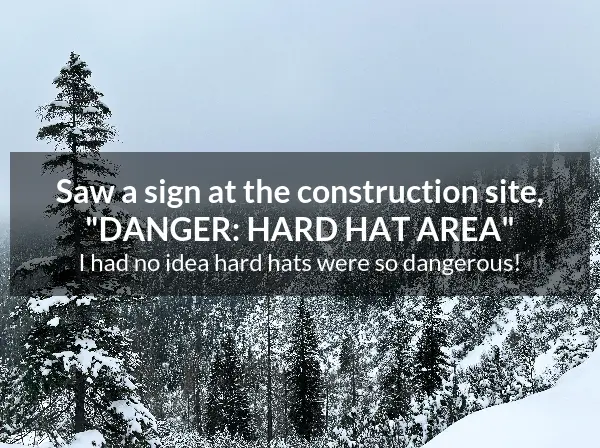 Saw a sign at the construction site,
"DANGER: HARD HAT AREA"
I had no idea hard hats were so dangerous!